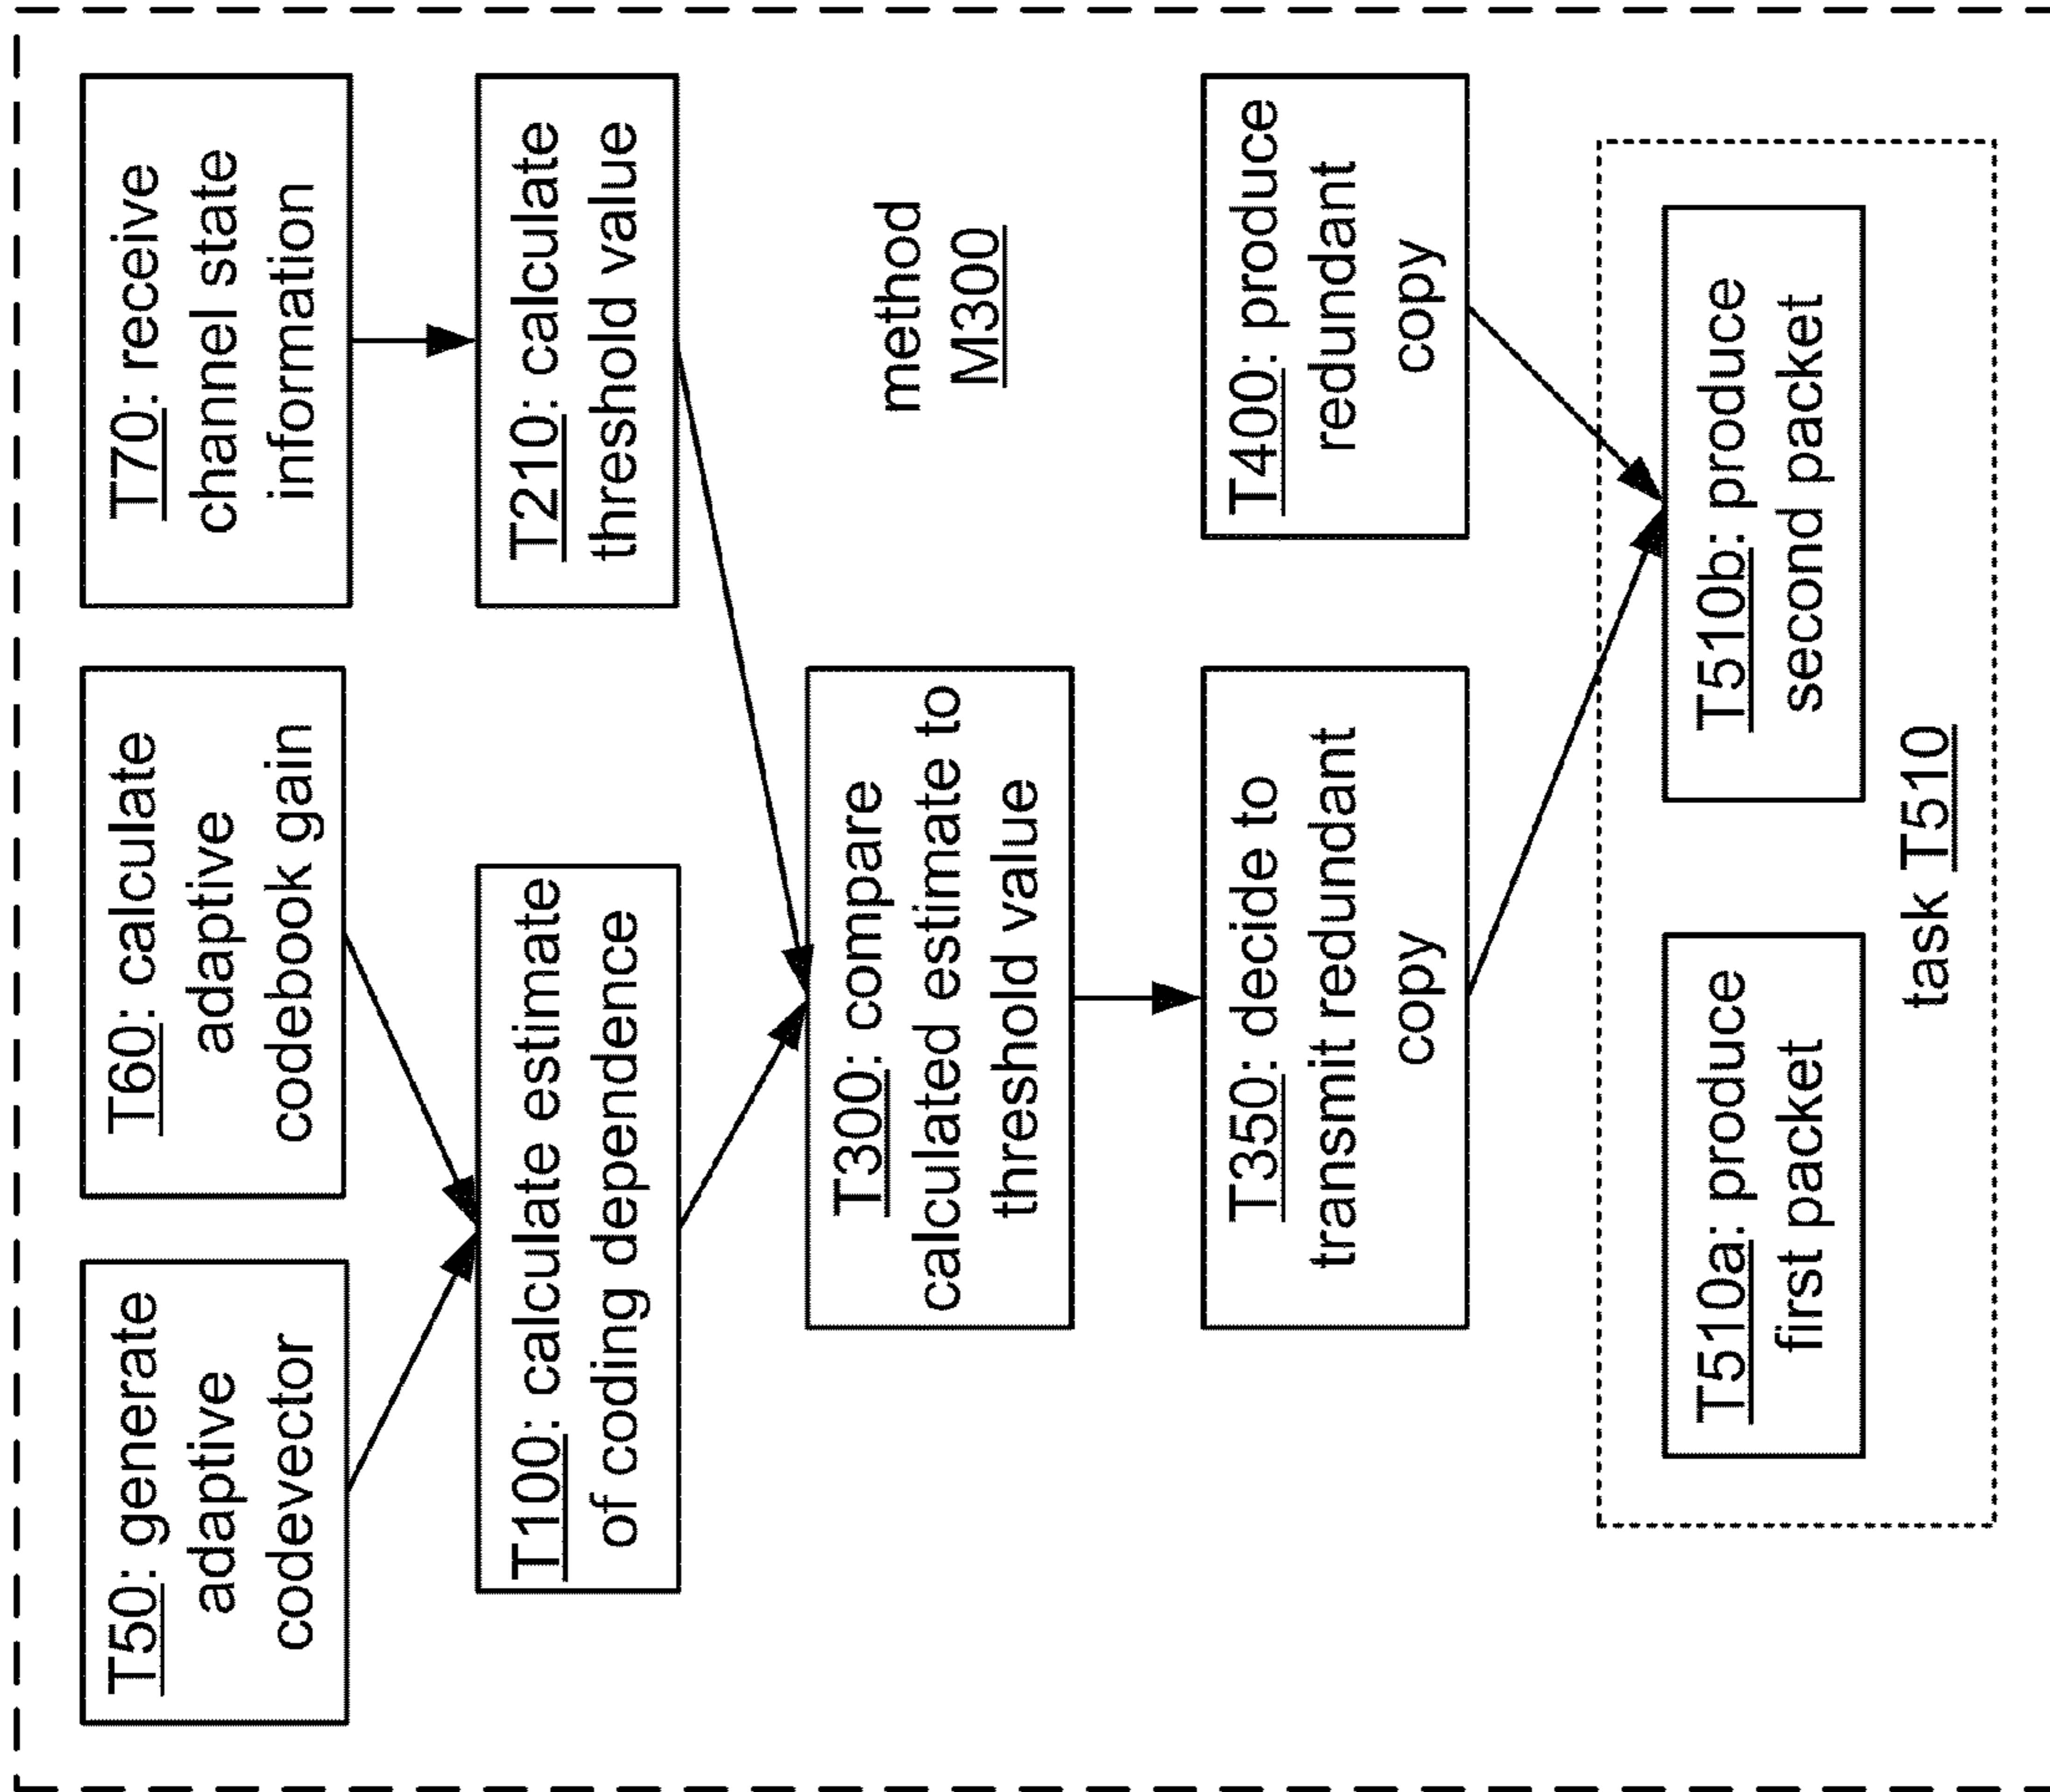 T50: generate
adaptive
codevector
T60: calculate
adaptive
codebook gain
T70: receive
channel state
information
T100: calculate estimate
of coding dependence
T210: calculate
threshold value
T300: compare
calculated estimate to
threshold value
method
M300
T350: decide to
transmit redundant
copy
T400: produce
redundant
copy
T510a: produce
first packet
T510b: produce
second packet
task T510